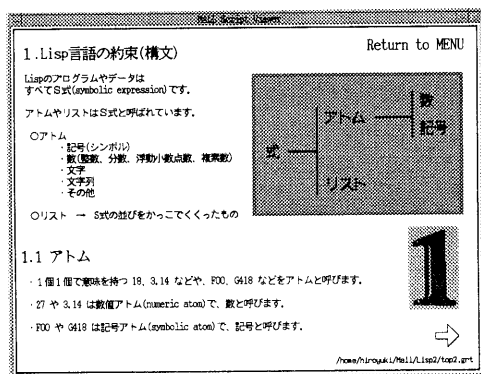 Mell Script Viewer
1.Lisp言語の約束(構文)
Return to MENU
Lispのプログラムやデータは
すべてS式(symbolic expression)です。
アトムやリストはS式と呼ばれています。
○アトム
・記号(シンボル)
・数(整数、分数、浮動小数点数、複素数)
・文字
・文字列
・その他
○リスト → S式の並びをかっこでくくったもの
式
アトム
数
記号
リスト
1.1 アトム
・1個1個で意味を持つ 18, 3.14 などや、FOO, G418 などをアトムと呼びます。
・27 や 3.14 は数値アトム(numeric atom)で、数と呼びます。
・FOO や G418 は記号アトム(symbolic atom)で、記号と呼びます。
1
/home/hiroyuki/Mell/Lisp2/top2.grt